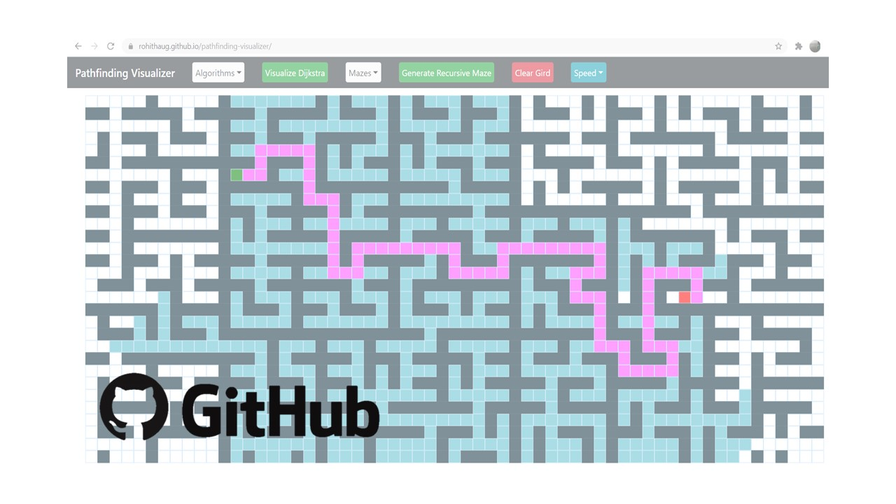 rohithaug.github.io/pathfinding-visualizer/
Pathfinding Visualizer Algorithms Visualize Dijkstra Mazes Generate Recursive Maze Clear Gird Speed
GitHub